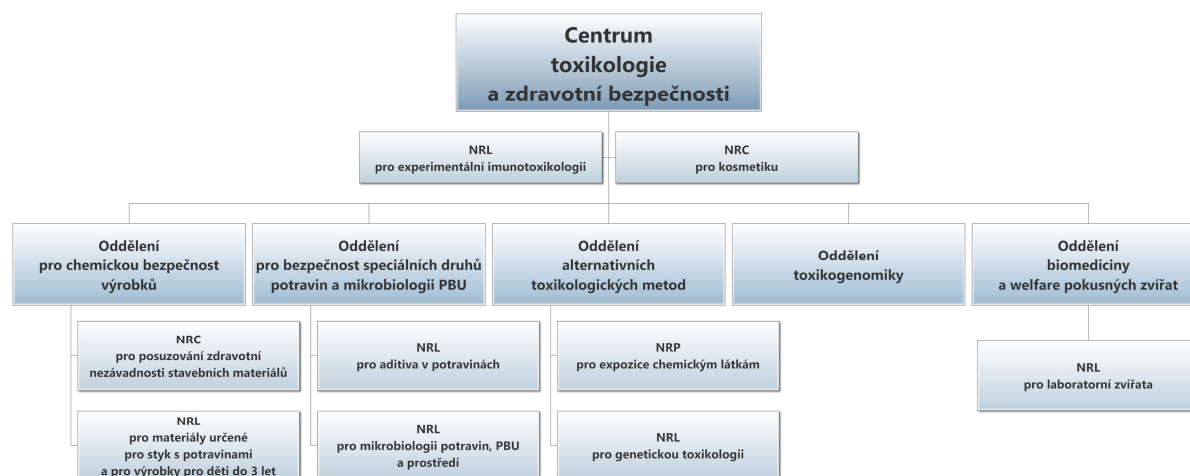 Centrum
toxikologie
a zdravotní bezpečnosti
NRL
pro experimentální imunotoxikologii
NRC
pro kosmetiku
Oddělení
pro chemickou bezpečnost
výrobků
Oddělení
pro bezpečnost speciálních druhů
potravin a mikrobiologii PBU
Oddělení
alternativních
toxikologických metod
Oddělení
toxikogenomiky
Oddělení
biomediciny
a welfare pokusných zvířat
NRC
pro posuzování zdravotní
nezávadnosti stavebních materiálů
NRL
pro aditiva v potravinách
NRP
pro expozice chemickým látkám
NRL
pro laboratorní zvířata
NRL
pro materiály určené
pro styk s potravinami
a pro výrobky pro děti do 3 let
NRL
pro mikrobiologii potravin, PBU
a prostředí
NRL
pro genetickou toxikologii